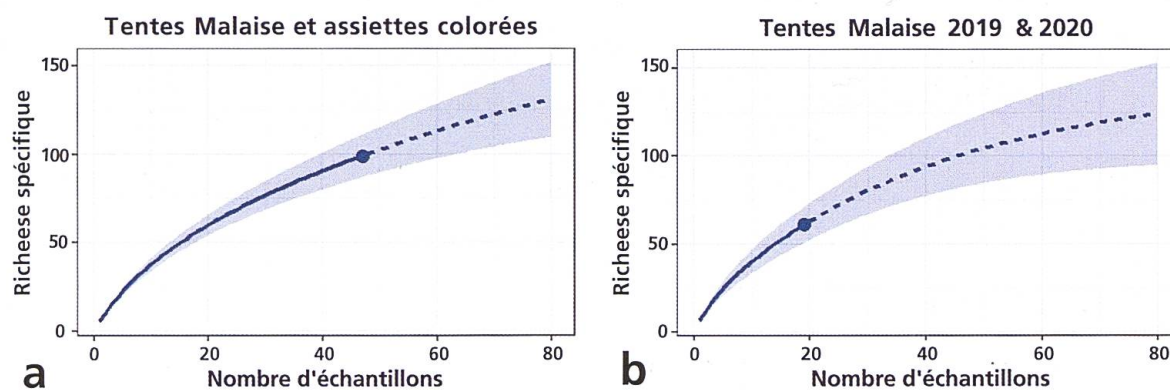 Tentes Malaise et assiettes colorées
Richeese spécifique
150
100
50
0
0 20 40 60 80
Nombre d'échantillons
a
Tentes Malaise 2019 & 2020
Richeese spécifique
150
100
50
0
0 20 40 60 80
Nombre d'échantillons
b